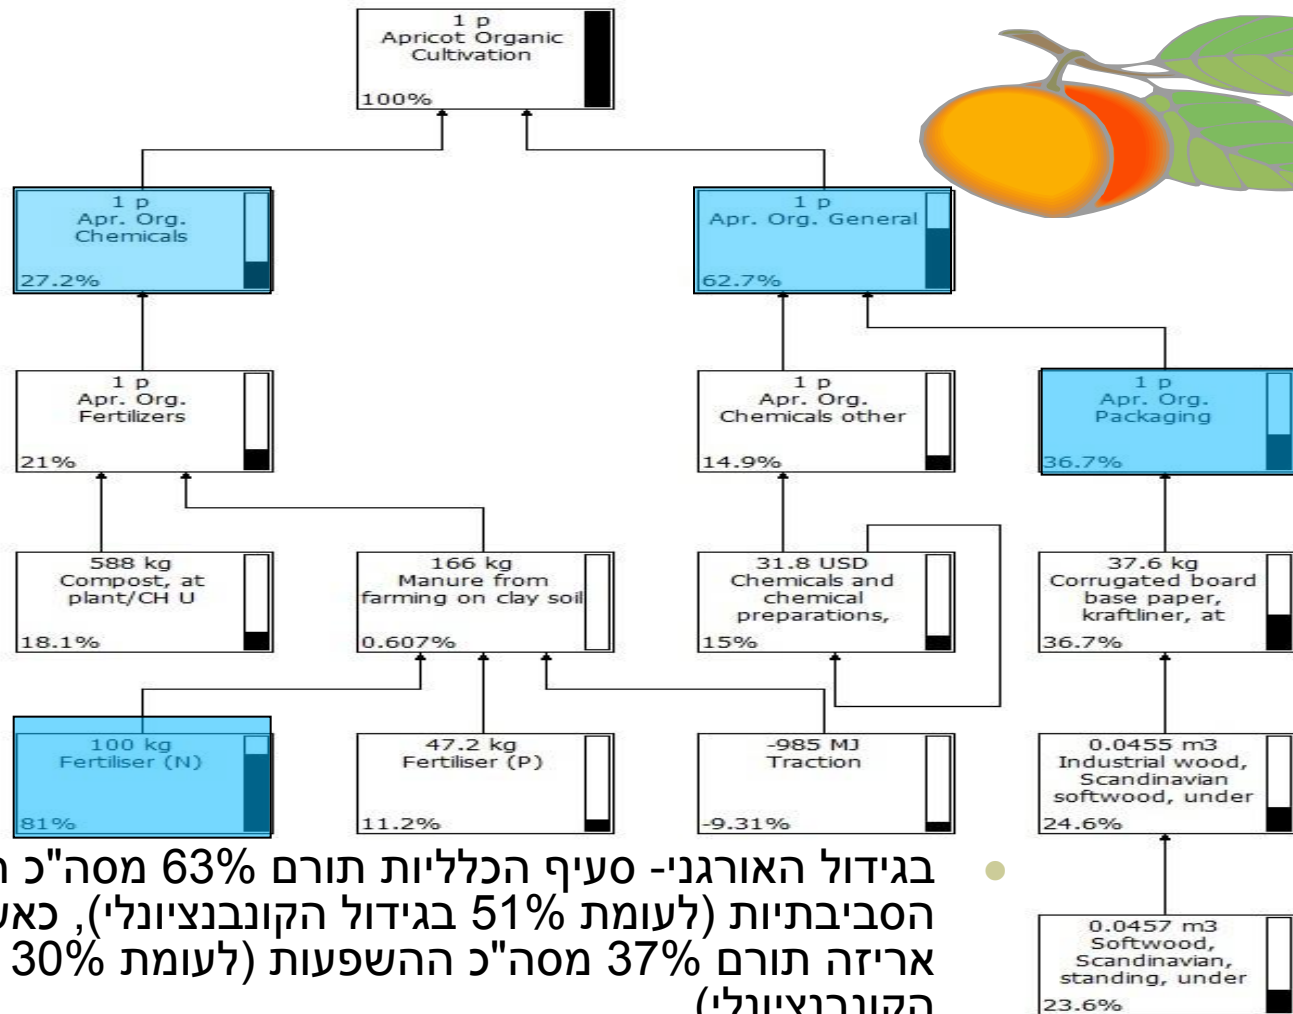 1 p
Apricot Organic
Cultivation
100%
1 p
Apr. Org.
Chemicals
27.2%
1 p
Apr. Org. General
62.7%
1 p
Apr. Org.
Fertilizers
21%
1 p
Apr. Org.
Chemicals other
14.9%
1 p
Apr. Org.
Packaging
36.7%
588 kg
Compost, at
plant/CH U
18.1%
166 kg
Manure from
farming on clay soil
0.607%
31.8 USD
Chemicals and
chemical
preparations,
15%
37.6 kg
Corrugated board
base paper,
kraftliner, at
36.7%
100 kg
Fertiliser (N)
81%
47.2 kg
Fertiliser (P)
11.2%
-985 MJ
Traction
-9.31%
0.0455 m3
Industrial wood,
Scandinavian
softwood, under
24.6%
0.0457 m3
Softwood,
Scandinavian,
standing, under
23.6%
בגידול האורגני- סעיף הכלליות תורם 63% מסה"כ
הסביבתיות (לעומת 51% בגידול הקונבנציונלי),
אריזה תורם 37% מסה"כ ההשפעות (לעומת 30%
הקונבנציונלי)